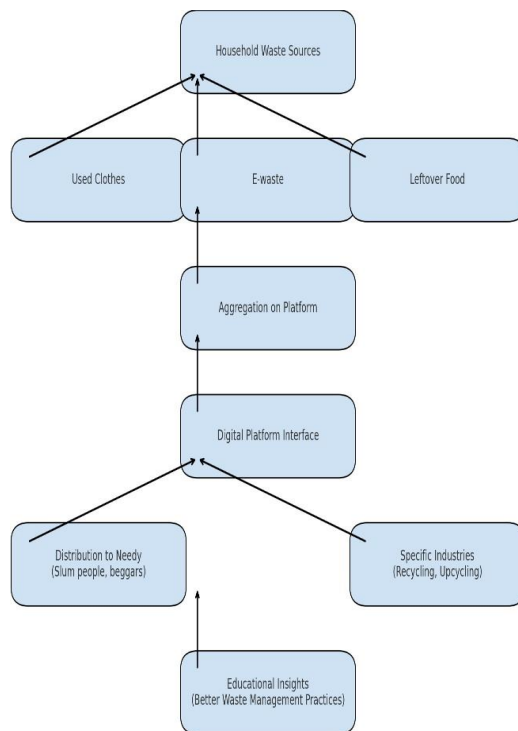 Household Waste Sources
Used Clothes
E-waste
Leftover Food
Aggregation on Platform
Digital Platform Interface
Distribution to Needy
(Slum people, beggars)
Specific Industries
(Recycling, Upcycling)
Educational Insights
(Better Waste Management Practices)